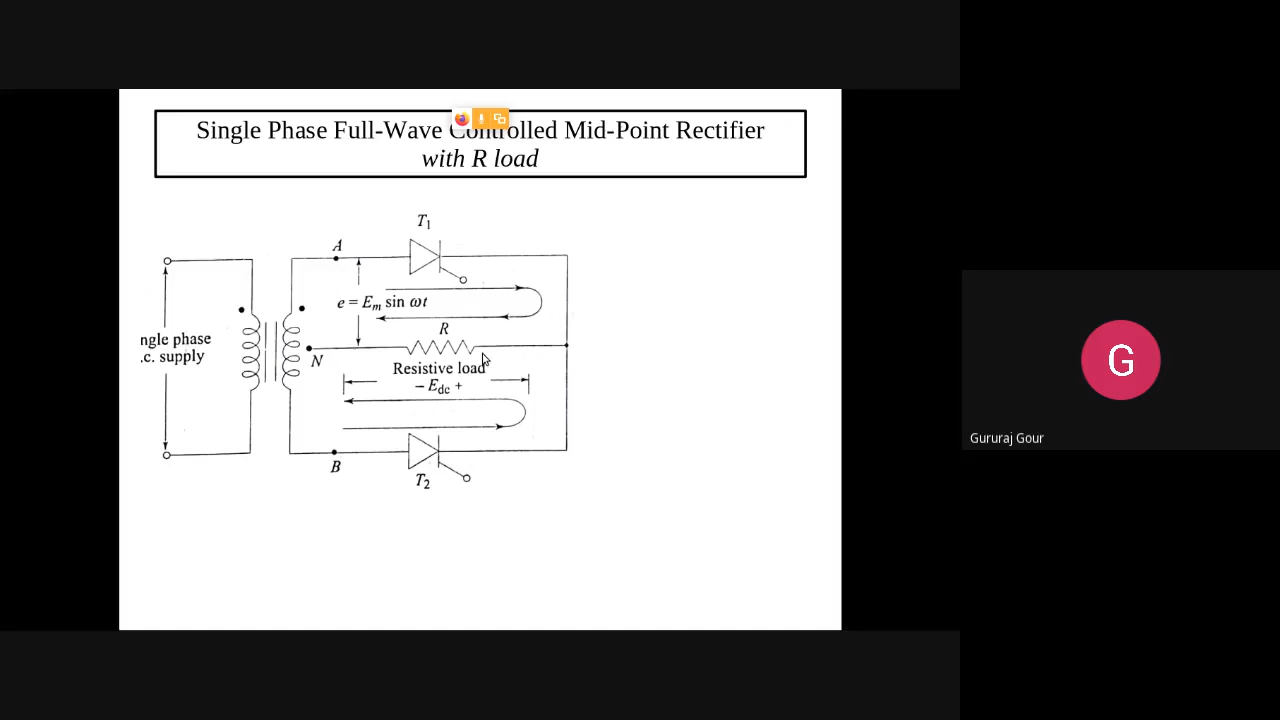 Single Phase Full-Wave Controlled Mid-Point Rectifier
with R load
T1
A
e = Em sin ωt
R
ngle phase
.c. supply
N
Resistive load
– Edc +
B
T2
G
Gururaj Gour